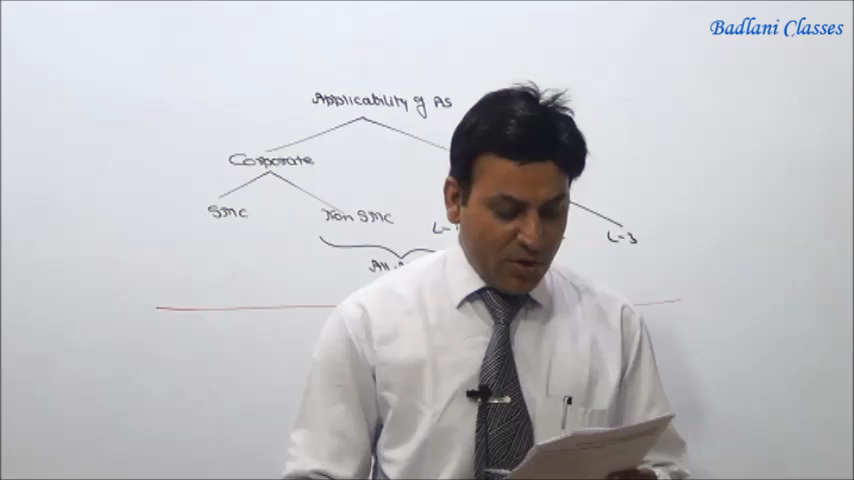 Badlani Classes
Applicability of AS
Corporate
SMC Non SMC
L-3